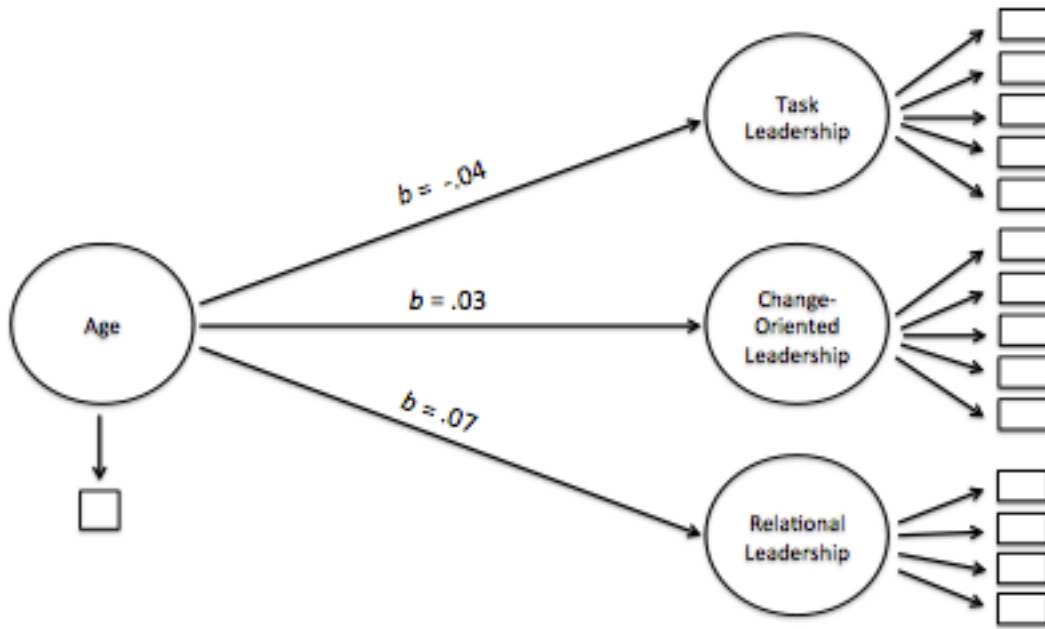 Task
Leadership
b = -.04
Age
b = .03
Change-
Oriented
Leadership
b = .07
Relational
Leadership